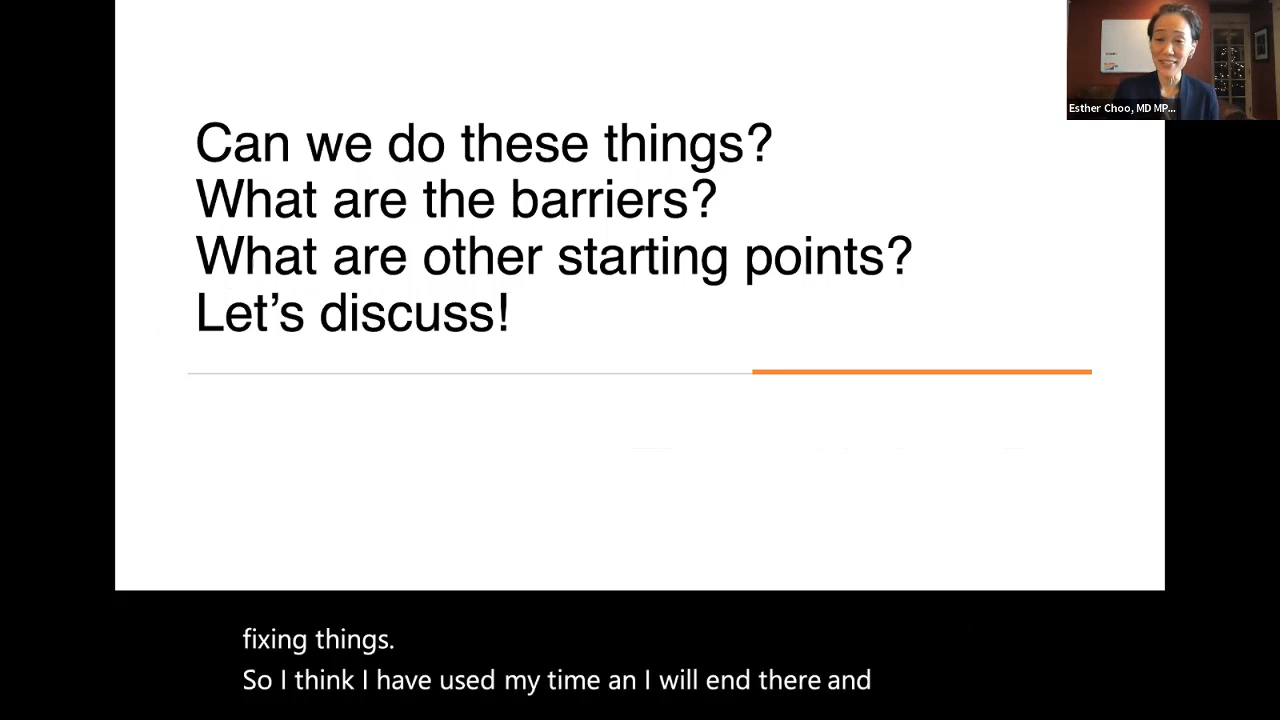 Can we do these things?
What are the barriers?
What are other starting points?
Let’s discuss!
Esther Choo, MD MP...
fixing things.
So I think I have used my time an I will end there and